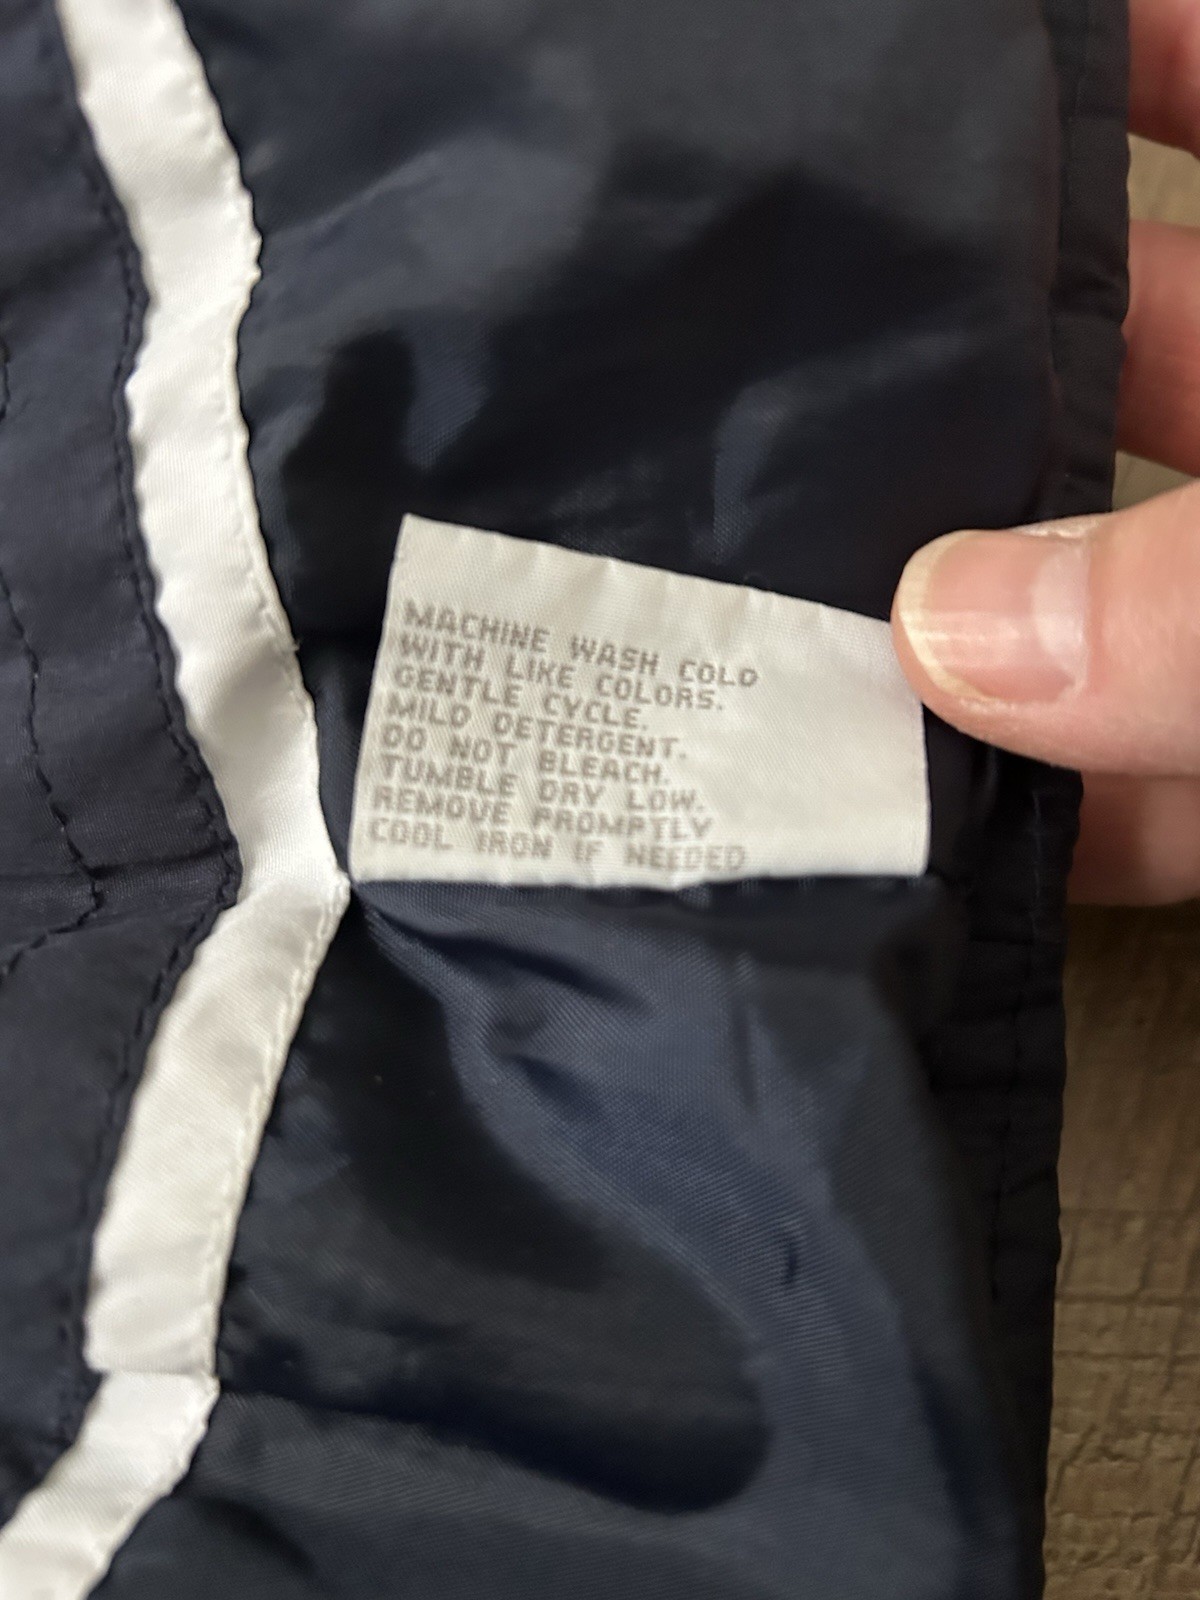 MACHINE WASH COLD
WITH LIKE COLORS.
GENTLE CYCLE.
MILD DETERGENT.
DO NOT BLEACH.
TUMBLE DRY LOW.
REMOVE PROMPTLY
COOL IRON IF NEEDED